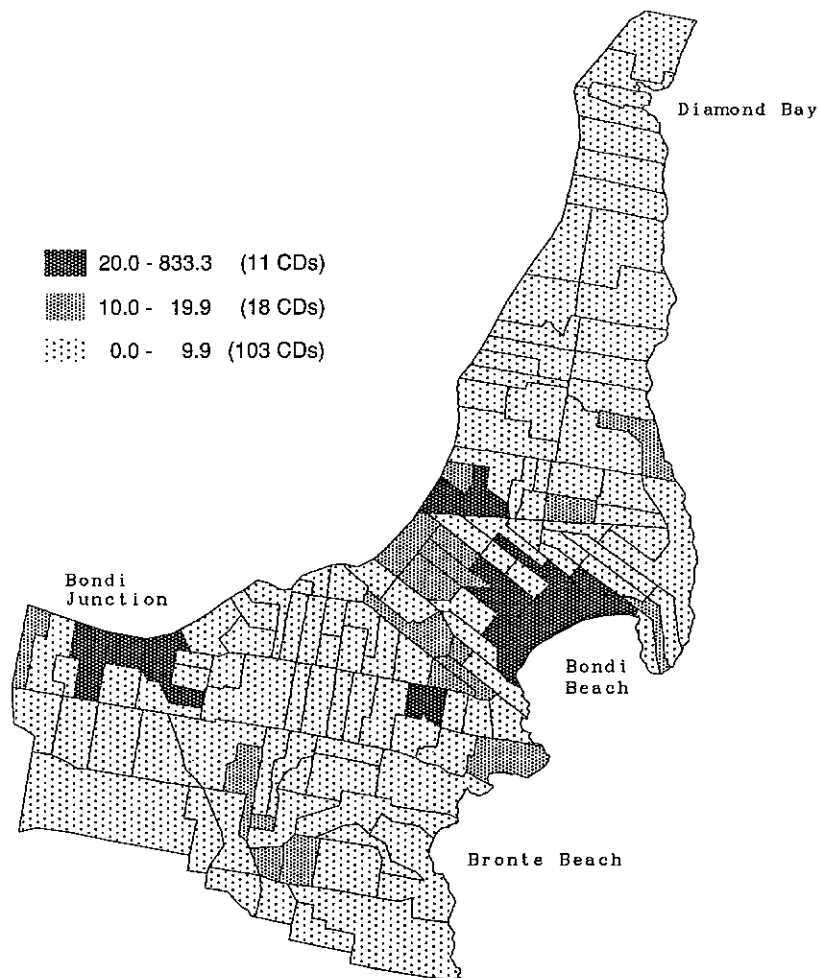 Diamond Bay
20.0 - 833.3 (11 CDs)
10.0 - 19.9 (18 CDs)
0.0 - 9.9 (103 CDs)
Bondi
Junction
Bondi
Beach
Bronte Beach